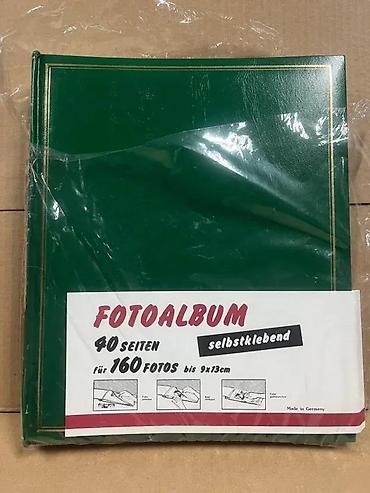 FOTOALBUM
40 SEITEN
selbstklebend
für 160 FOTOS bis 9x13cm
Made in Germany